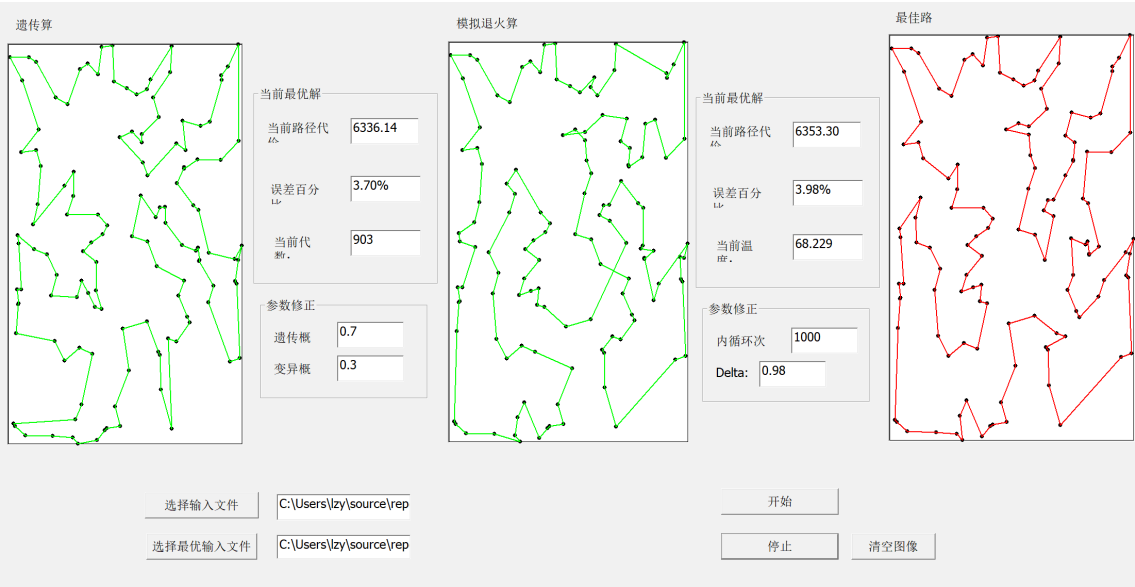 遗传算
模拟退火算
最佳路
当前最优解
当前路径代
6336.14
误差百分
3.70%
当前代
数:
903
参数修正
遗传概
0.7
变异概
0.3
当前最优解
当前路径代
6353.30
误差百分
3.98%
当前温
度:
68.229
参数修正
内循环次
1000
Delta:
0.98
选择输入文件
C:\Users\lzy\source\rep
选择最优输入文件
C:\Users\lzy\source\rep
开始
停止
清空图像